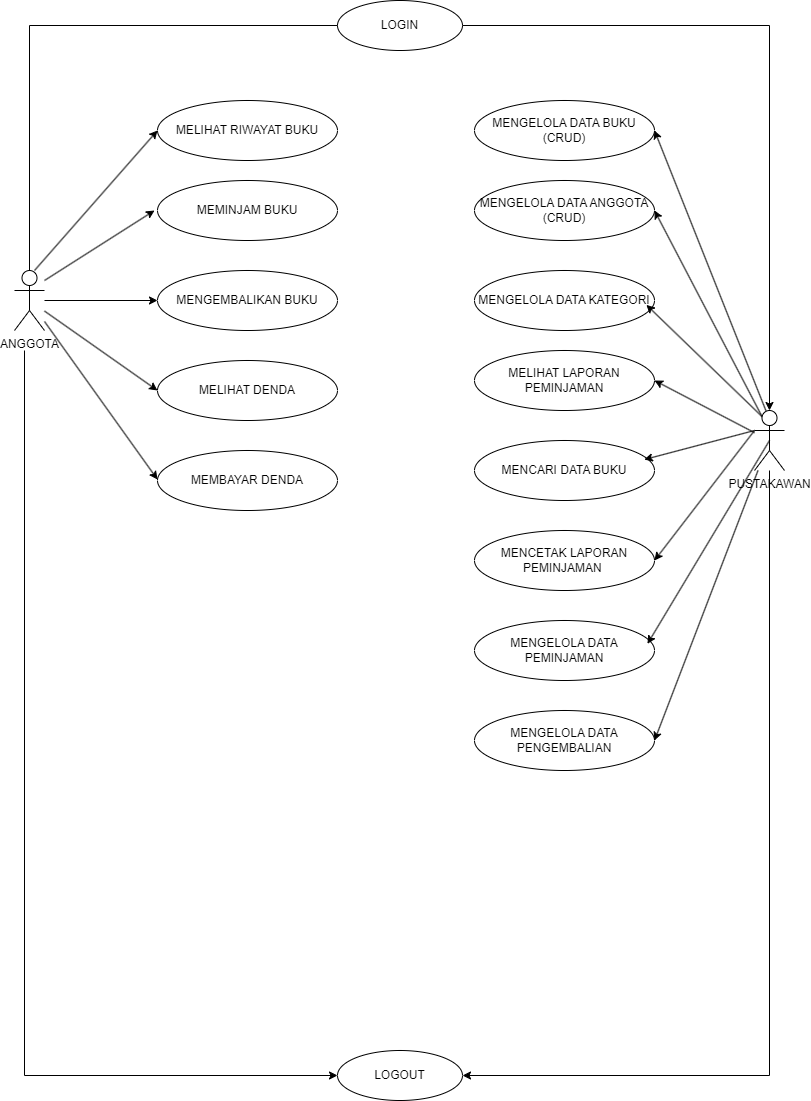 LOGIN
MELIHAT RIWAYAT BUKU
MEMINJAM BUKU
MENGEMBALIKAN BUKU
ANGGOTA
MELIHAT DENDA
MEMBAYAR DENDA
MENGELOLA DATA BUKU
(CRUD)
MENGELOLA DATA ANGGOTA
(CRUD)
MENGELOLA DATA KATEGORI
MELIHAT LAPORAN
PEMINJAMAN
MENCARI DATA BUKU
PUSTAKAWAN
MENCETAK LAPORAN
PEMINJAMAN
MENGELOLA DATA
PEMINJAMAN
MENGELOLA DATA
PENGEMBALIAN
LOGOUT